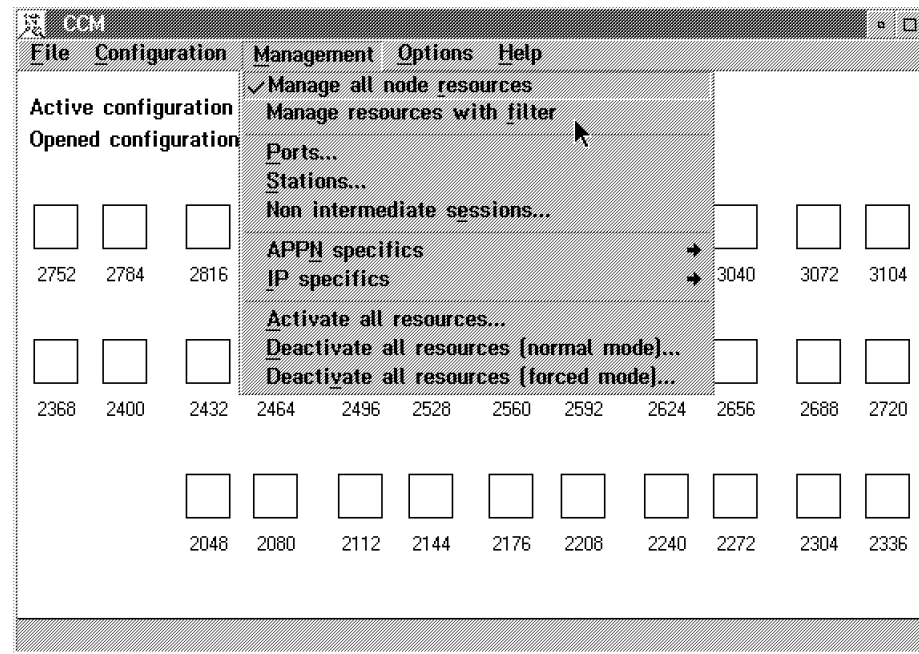 CCM
File Configuration Management Options Help
Manage all node resources
Active configuration
Manage resources with filter
Opened configuration
Ports...
Stations...
Non intermediate sessions...
APPN specifics
2752 2784 2816 3040 3072 3104
IP specifics
Activate all resources...
Deactivate all resources (normal mode)...
Deactivate all resources (forced mode)...
2368 2400 2432 2464 2496 2528 2560 2592 2624 2656 2688 2720
2048 2080 2112 2144 2176 2208 2240 2272 2304 2336